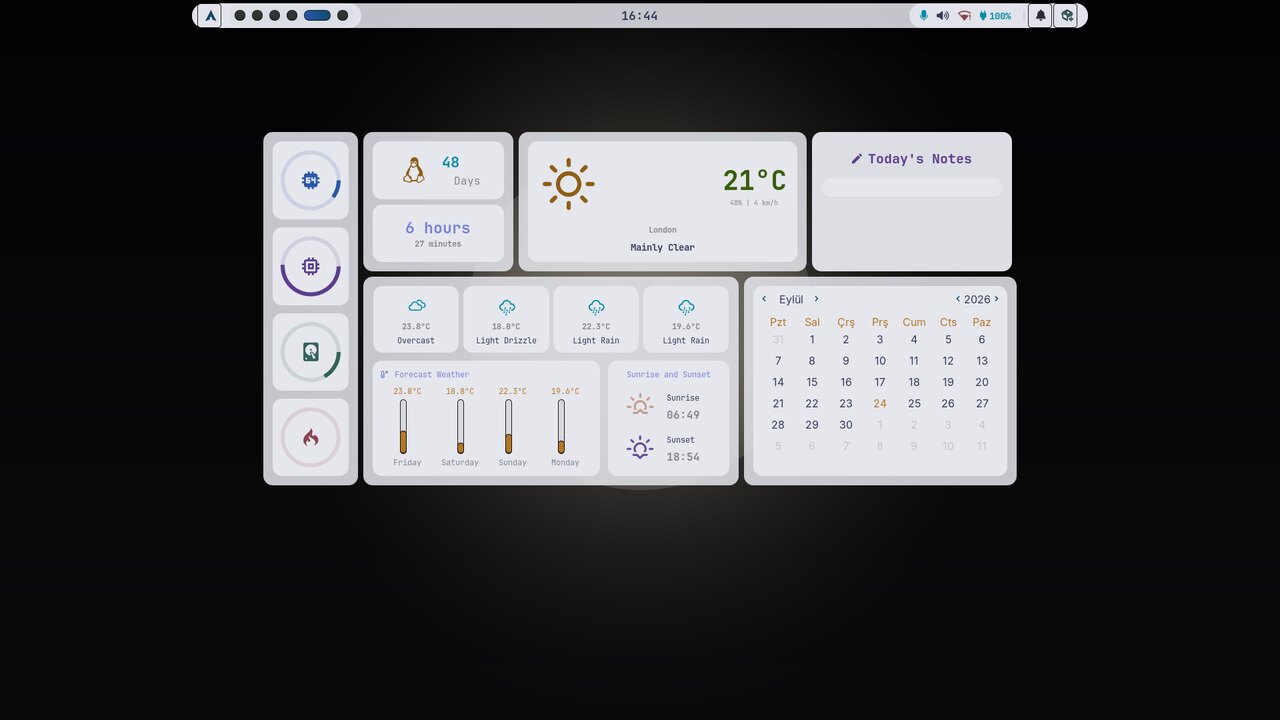 16:44
100%
64
48
Days
6 hours
27 minutes
21°C
48% | 4 km/h
London
Mainly Clear
Today's Notes
23.8°C 18.8°C 22.3°C 19.6°C
Overcast Light Drizzle Light Rain Light Rain
Forecast Weather
23.8°C 18.8°C 22.3°C 19.6°C
Friday Saturday Sunday Monday
Sunrise and Sunset
Sunrise
06:49
Sunset
18:54
Eylül 2026
Pzt Sal Çrş Prş Cum Cts Paz
31 1 2 3 4 5 6
7 8 9 10 11 12 13
14 15 16 17 18 19 20
21 22 23 24 25 26 27
28 29 30 1 2 3 4
5 6 7 8 9 10 11